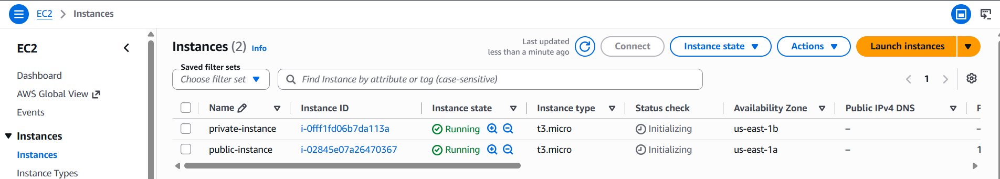 EC2 > Instances
EC2
Dashboard
AWS Global View
Events
Instances
Instances
Instance Types
Instances (2) Info
Last updated
less than a minute ago
Connect
Instance state
Actions
Launch instances
Saved filter sets
Choose filter set
Find Instance by attribute or tag (case-sensitive)
1
Name Instance ID Instance state Instance type Status check Availability Zone Public IPv4 DNS
private-instance i-0fff1fd06b7da113a Running t3.micro Initializing us-east-1b – –
public-instance i-02845e07a26470367 Running t3.micro Initializing us-east-1a – 1